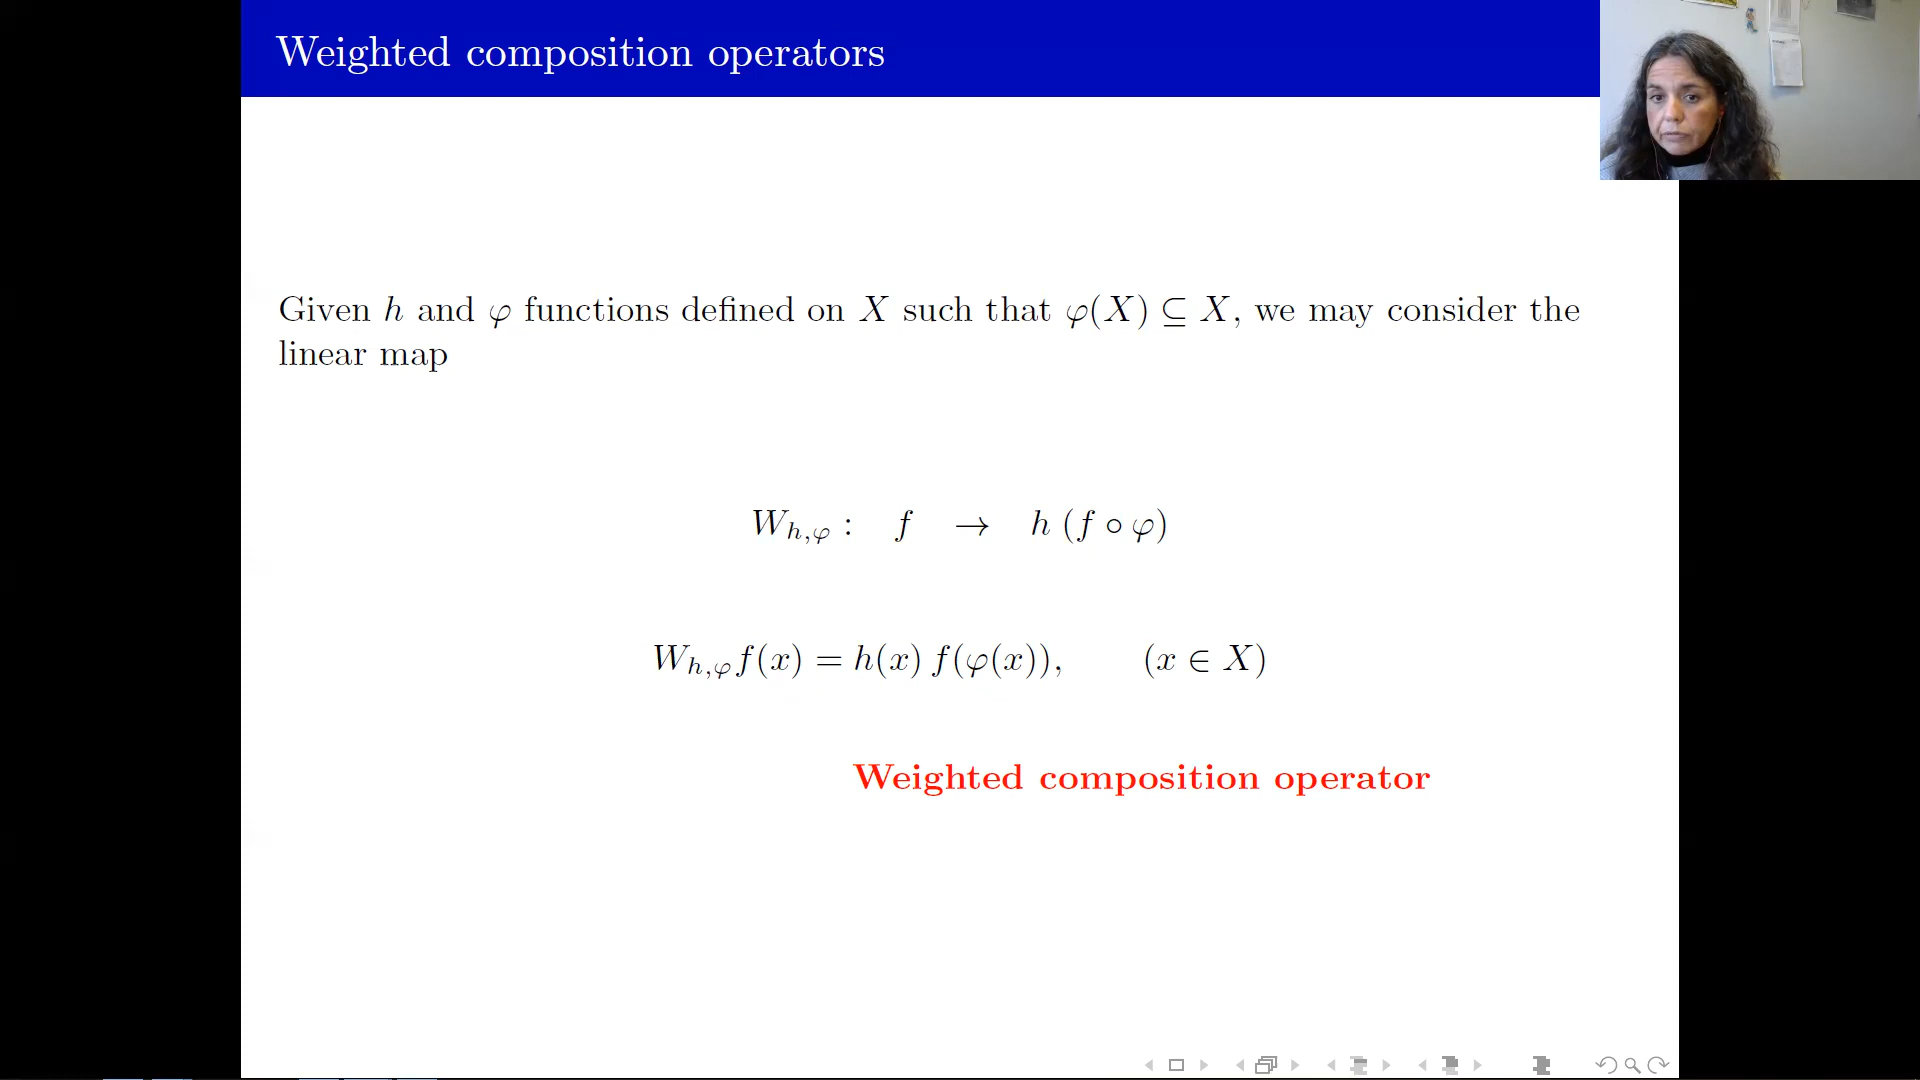 Weighted composition operators
Given h and φ functions defined on X such that φ(X) ⊆ X, we may consider the
linear map
W_{h,φ} : f → h (f ∘ φ)
W_{h,φ} f(x) = h(x) f(φ(x)), (x ∈ X)
Weighted composition operator